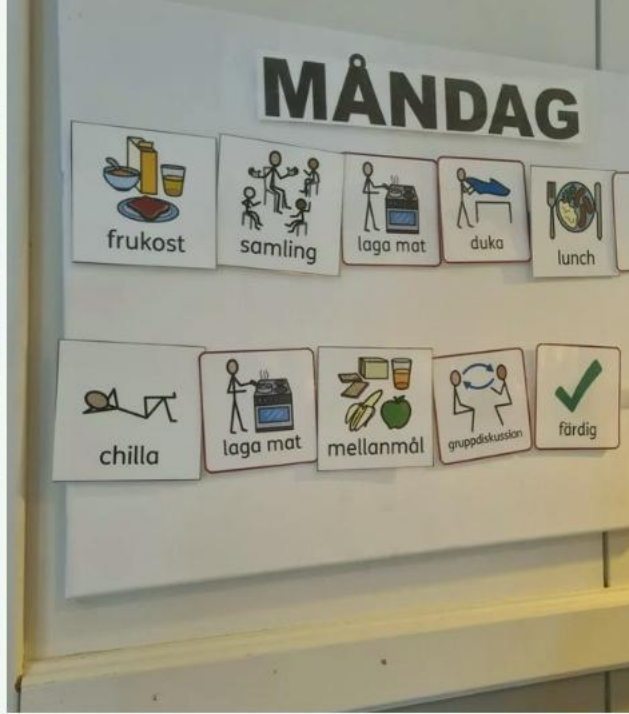 MÅNDAG
frukost samling laga mat duka lunch
chilla laga mat mellanmål gruppdiskussion färdig